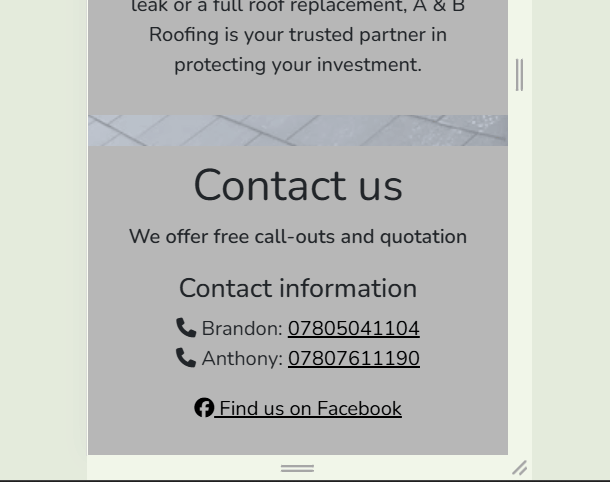 leak or a full roof replacement, A & B
Roofing is your trusted partner in
protecting your investment.
Contact us
We offer free call-outs and quotation
Contact information
Brandon: 07805041104
Anthony: 07807611190
Find us on Facebook